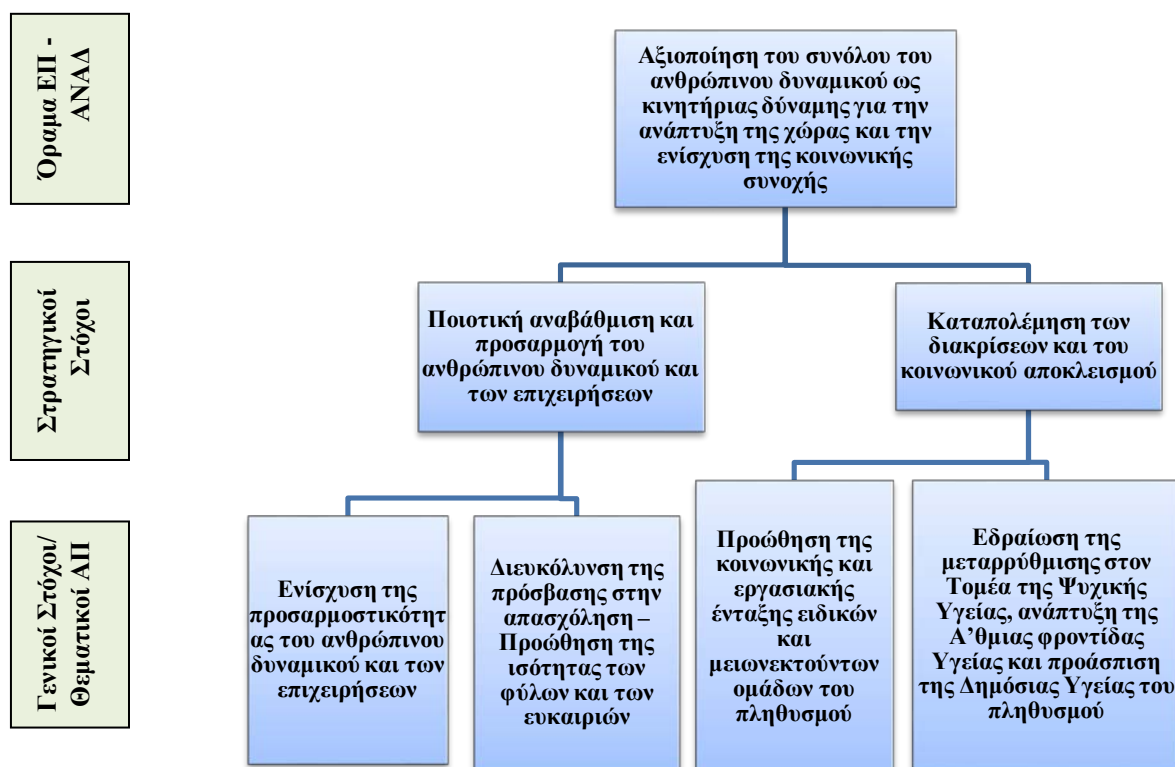 Όραμα ΕΠ -
ΑΝΑΔ
Αξιοποίηση του συνόλου του
ανθρώπινου δυναμικού ως
κινητήριας δύναμης για την
ανάπτυξη της χώρας και την
ενίσχυση της κοινωνικής
συνοχής
Στρατηγικοί
Στόχοι
Ποιοτική αναβάθμιση και
προσαρμογή του
ανθρώπινου δυναμικού και
των επιχειρήσεων
Καταπολέμηση των
διακρίσεων και του
κοινωνικού αποκλεισμού
Γενικοί Στόχοι/
Θεματικοί ΑΠ
Ενίσχυση της
προσαρμοστικότητ
ας του ανθρώπινου
δυναμικού και των
επιχειρήσεων
Διευκόλυνση της
πρόσβασης στην
απασχόληση –
Προώθηση της
ισότητας των
φύλων και των
ευκαιριών
Προώθηση της
κοινωνικής και
εργασιακής
ένταξης ειδικών
και
μειωνεκτούντων
ομάδων του
πληθυσμού
Εδραίωση της
μεταρρύθμισης στον
Τομέα της Ψυχικής
Υγείας, ανάπτυξη της
Α’θμιας φροντίδας
Υγείας και προάσπιση
της Δημόσιας Υγείας του
πληθυσμού